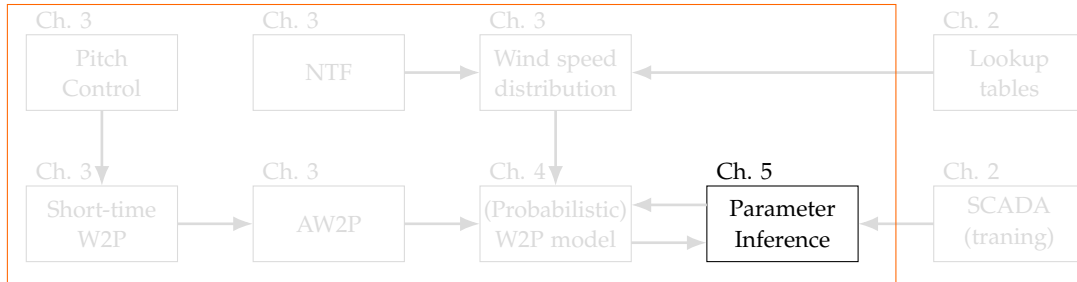 Ch. 3
Ch. 3
Ch. 3
Ch. 2
Pitch
Control
NTF
Wind speed
distribution
Lookup
tables
Ch. 3
Ch. 3
Ch. 4
Ch. 5
Ch. 2
Short-time
W2P
AW2P
(Probabilistic)
W2P model
Parameter
Inference
SCADA
(traning)